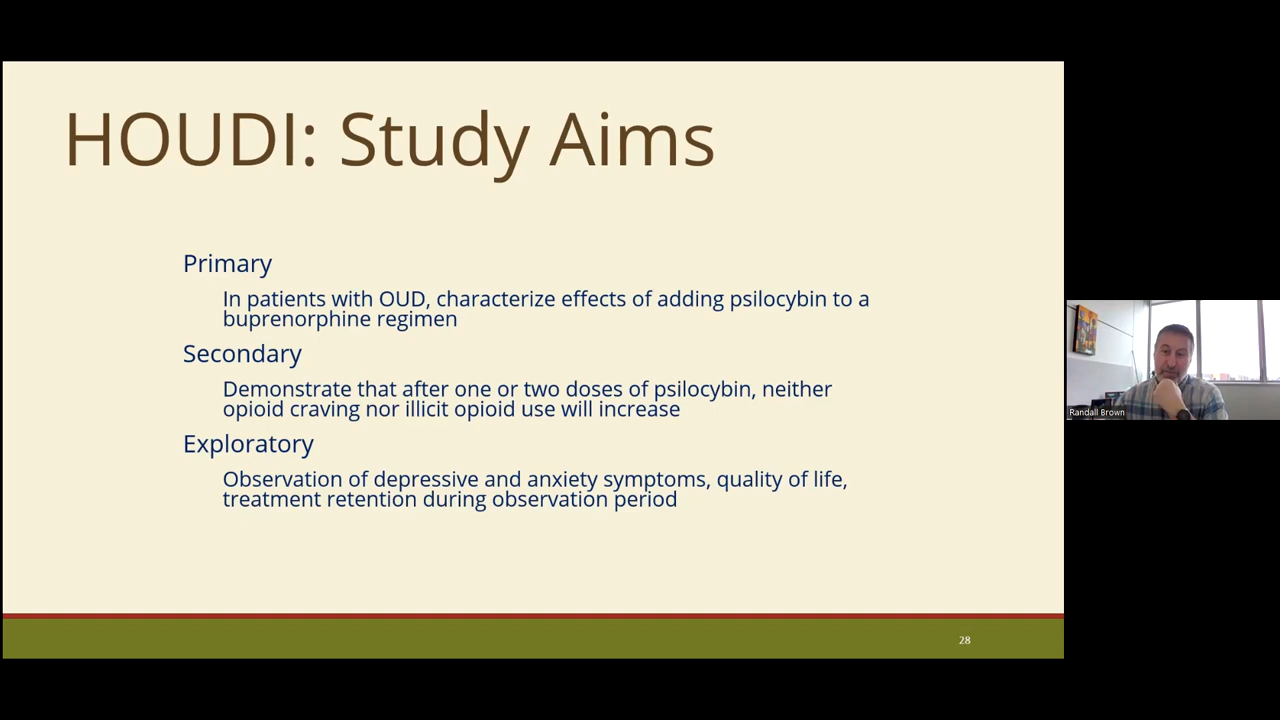 HOUDI: Study Aims
Primary
In patients with OUD, characterize effects of adding psilocybin to a
buprenorphine regimen
Secondary
Demonstrate that after one or two doses of psilocybin, neither
opioid craving nor illicit opioid use will increase
Exploratory
Observation of depressive and anxiety symptoms, quality of life,
treatment retention during observation period
28
Randall Brown